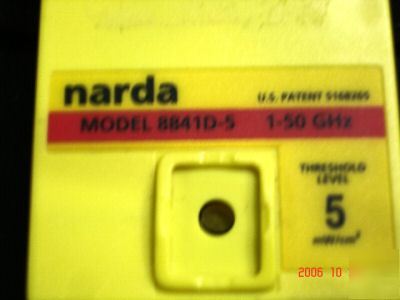 narda
U.S. PATENT 5168265
MODEL 8841D-5 1-50 GHz
THRESHOLD
LEVEL
5
mW/cm²
2006 10